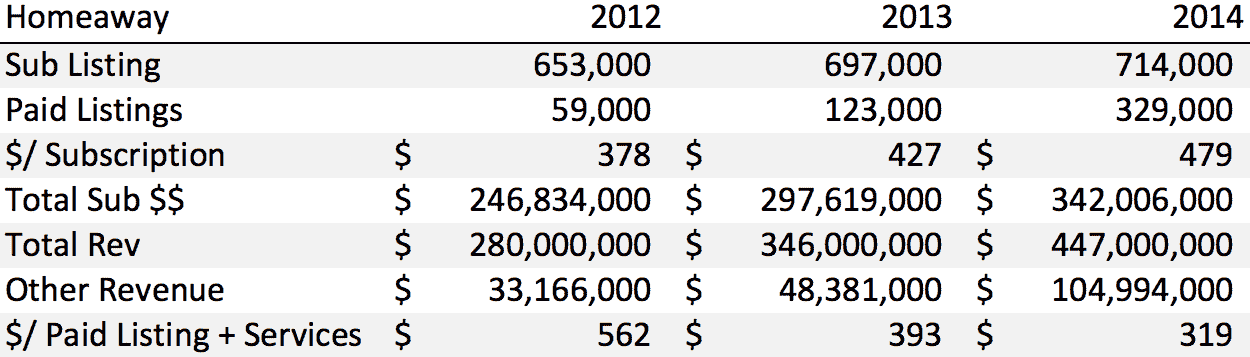 Homeaway 2012 2013 2014
Sub Listing 653,000 697,000 714,000
Paid Listings 59,000 123,000 329,000
$/ Subscription $ 378 $ 427 $ 479
Total Sub $$ $ 246,834,000 $ 297,619,000 $ 342,006,000
Total Rev $ 280,000,000 $ 346,000,000 $ 447,000,000
Other Revenue $ 33,166,000 $ 48,381,000 $ 104,994,000
$/ Paid Listing + Services $ 562 $ 393 $ 319